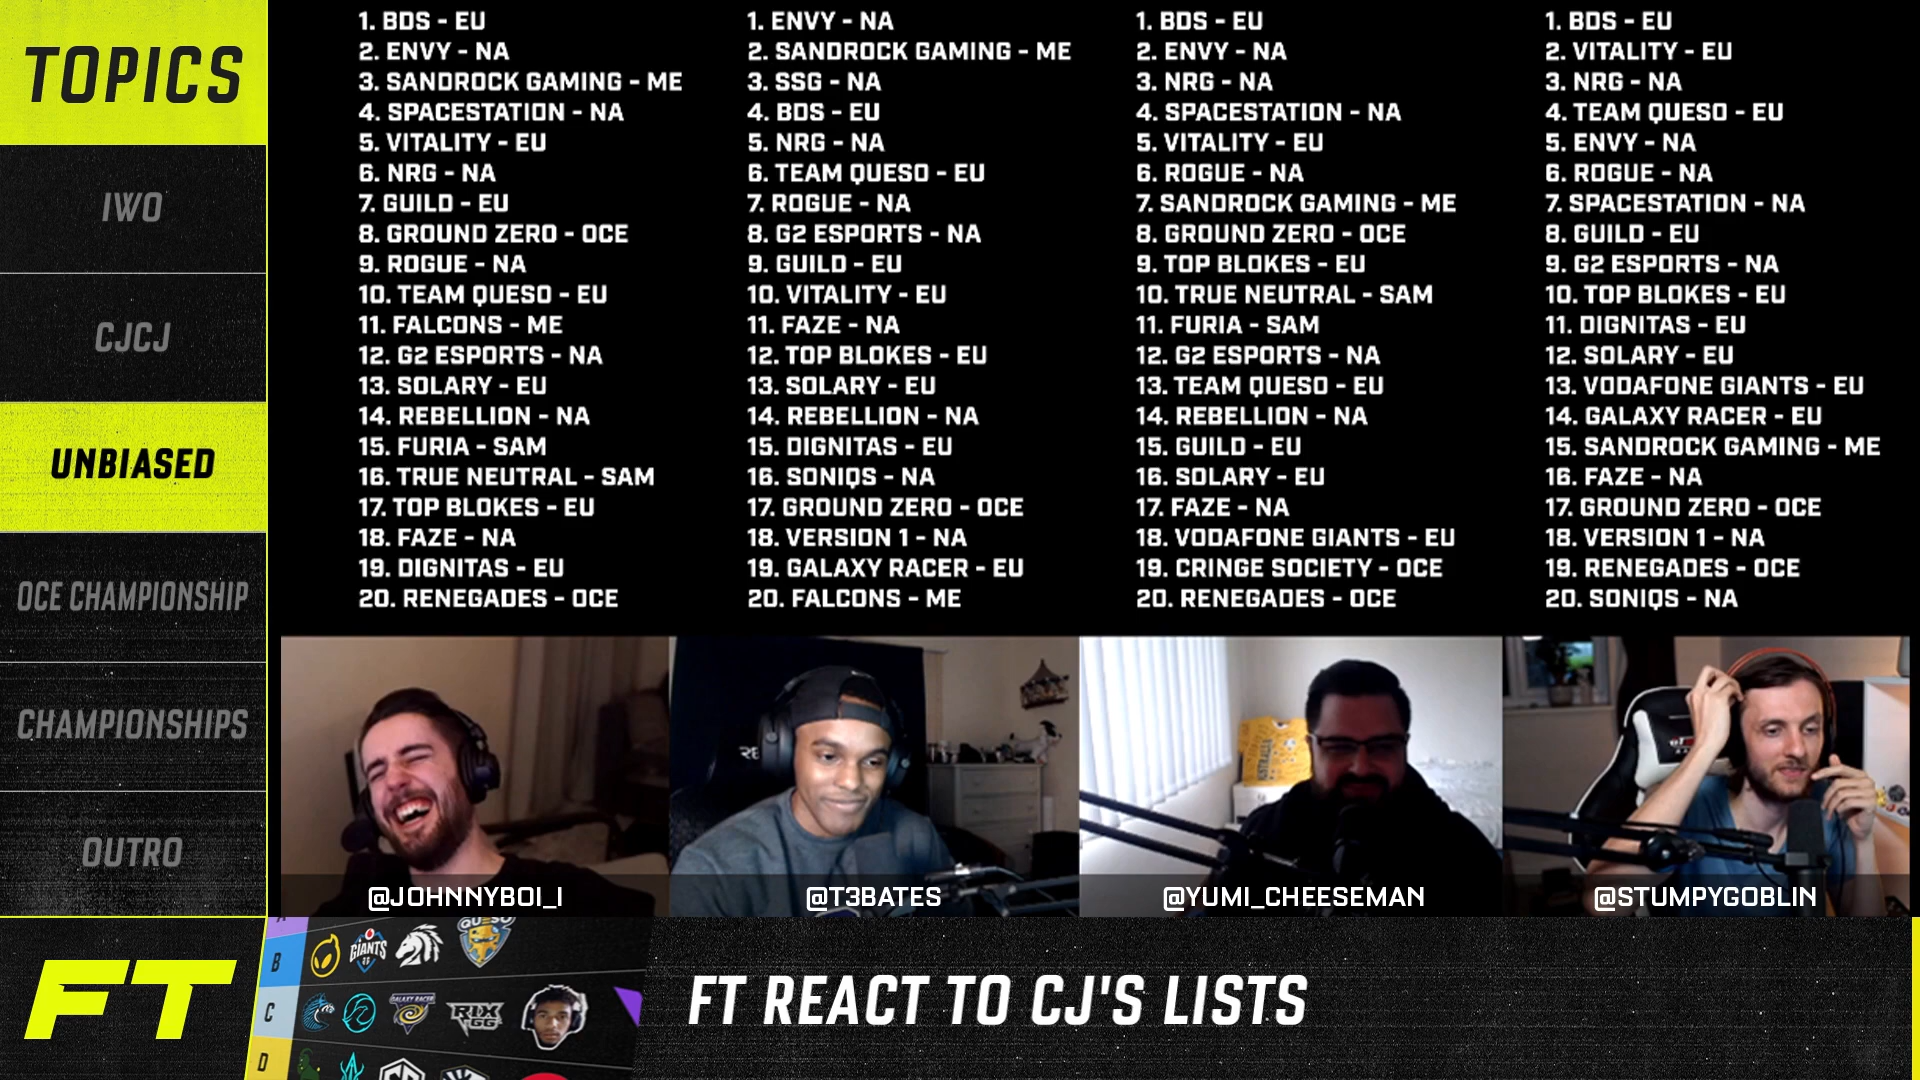 TOPICS
IWO
CJCJ
UNBIASED
OCE CHAMPIONSHIP
CHAMPIONSHIPS
OUTRO
1. BDS - EU
2. ENVY - NA
3. SANDROCK GAMING - ME
4. SPACESTATION - NA
5. VITALITY - EU
6. NRG - NA
7. GUILD - EU
8. GROUND ZERO - OCE
9. ROGUE - NA
10. TEAM QUESO - EU
11. FALCONS - ME
12. G2 ESPORTS - NA
13. SOLARY - EU
14. REBELLION - NA
15. FURIA - SAM
16. TRUE NEUTRAL - SAM
17. TOP BLOKES - EU
18. FAZE - NA
19. DIGNITAS - EU
20. RENEGADES - OCE
1. ENVY - NA
2. SANDROCK GAMING - ME
3. SSG - NA
4. BDS - EU
5. NRG - NA
6. TEAM QUESO - EU
7. ROGUE - NA
8. G2 ESPORTS - NA
9. GUILD - EU
10. VITALITY - EU
11. FAZE - NA
12. TOP BLOKES - EU
13. SOLARY - EU
14. REBELLION - NA
15. DIGNITAS - EU
16. SONIQS - NA
17. GROUND ZERO - OCE
18. VERSION 1 - NA
19. GALAXY RACER - EU
20. FALCONS - ME
1. BDS - EU
2. ENVY - NA
3. NRG - NA
4. SPACESTATION - NA
5. VITALITY - EU
6. ROGUE - NA
7. SANDROCK GAMING - ME
8. GROUND ZERO - OCE
9. TOP BLOKES - EU
10. TRUE NEUTRAL - SAM
11. FURIA - SAM
12. G2 ESPORTS - NA
13. TEAM QUESO - EU
14. REBELLION - NA
15. GUILD - EU
16. SOLARY - EU
17. FAZE - NA
18. VODAFONE GIANTS - EU
19. CRINGE SOCIETY - OCE
20. RENEGADES - OCE
1. BDS - EU
2. VITALITY - EU
3. NRG - NA
4. TEAM QUESO - EU
5. ENVY - NA
6. ROGUE - NA
7. SPACESTATION - NA
8. GUILD - EU
9. G2 ESPORTS - NA
10. TOP BLOKES - EU
11. DIGNITAS - EU
12. SOLARY - EU
13. VODAFONE GIANTS - EU
14. GALAXY RACER - EU
15. SANDROCK GAMING - ME
16. FAZE - NA
17. GROUND ZERO - OCE
18. VERSION 1 - NA
19. RENEGADES - OCE
20. SONIQS - NA
@JOHNNYBOI_I
@T3BATES
@YUMI_CHEESEMAN
@STUMPYGOBLIN
FT
B
GIANTS
QUESO
C
GALAXY RACER
RIX.GG
D
FT REACT TO CJ'S LISTS